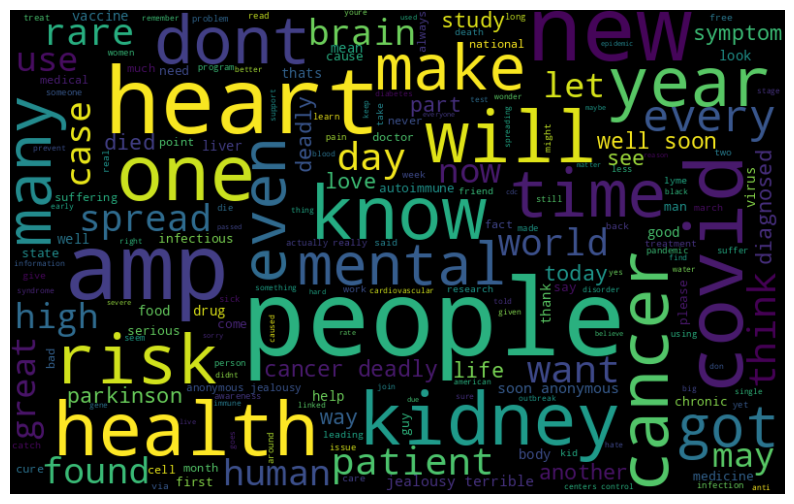 treat
remember
problem
youre
used
vaccine
rare
dont
brain
read
long
study
always
death
free
epidemic
symptom
new
use
women
medical
much
someone
need
program
better
thats
mean
cause
make
national
look
year
let
heart
many
case
died
liver
point
real
prevent
deadly
learn
pain
take
keep
support
part
never
doctor
test
wonder
everyone
spreading
maybe
might
will
every
stage
well soon
see
day
one
even
love
autoimmune
now
time
two
virus
suffering
early
die
blood
week
friend
still
cdc
less
matter
lyme
black
man
march
diagnosed
know
spread
thing
fact
made
back
good
pandemic
suffer
well
infectious
right
passed
actually
really
said
world
treatment
find
water
state
information
give
syndrome
amp
mental
today
yes
say
please
think
covid
something
hard
work
cardiovascular
research
told
given
disorder
believe
thank
using
don
high
food
drug
sick
severe
come
people
cancer
serious
seem
bad
great
risk
person
didnt
sorry
caused
rate
cancer deadly
life
want
big
single
chronic
yet
anonymous
jealousy
soon anonymous
awareness
join
american
outbreak
parkinson
help
immune
linked
due
sure
gene
live
catch
health
goes
around
leading
issue
way
guy
kid
hate
kidney
body
got
medicine
infection
anti
cure
found
cell
month
first
via
human
care
patient
jealousy terrible
another
may
centers
control